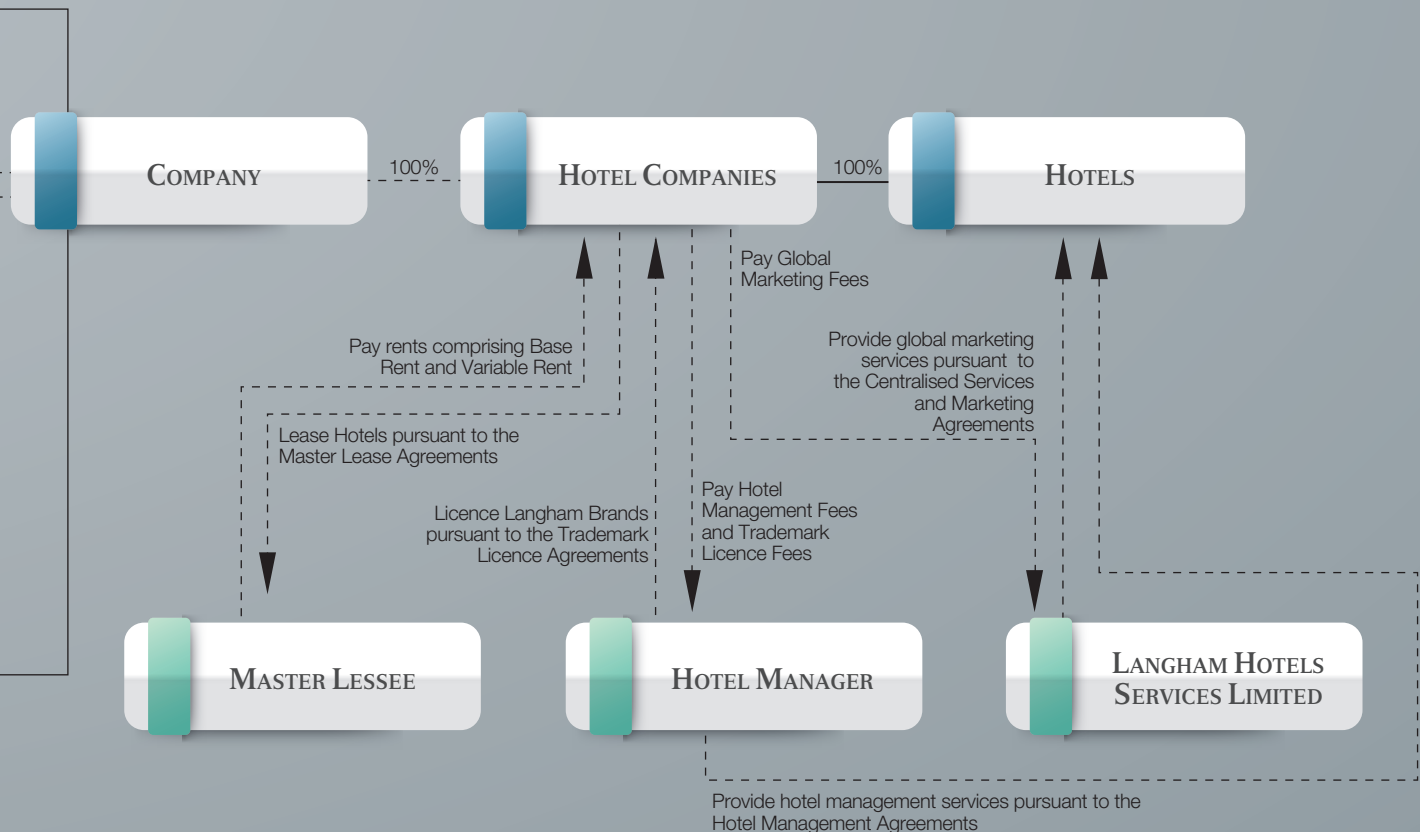 COMPANY
100%
HOTEL COMPANIES
100%
HOTELS
Pay Global
Marketing Fees
Pay rents comprising Base
Rent and Variable Rent
Provide global marketing
services pursuant to
the Centralised Services
and Marketing
Agreements
Lease Hotels pursuant to the
Master Lease Agreements
Licence Langham Brands
pursuant to the Trademark
Licence Agreements
Pay Hotel
Management Fees
and Trademark
Licence Fees
MASTER LESSEE
HOTEL MANAGER
LANGHAM HOTELS
SERVICES LIMITED
Provide hotel management services pursuant to the
Hotel Management Agreements